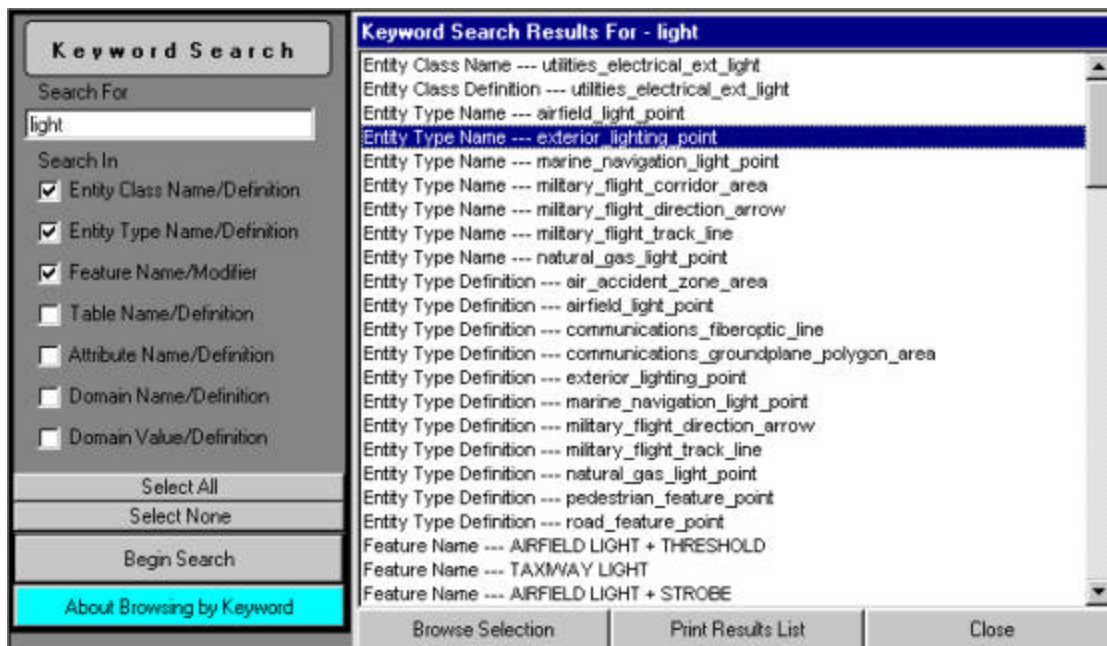 Keyword Search
Search For
light
Search In
Entity Class Name/Definition
Entity Type Name/Definition
Feature Name/Modifier
Table Name/Definition
Attribute Name/Definition
Domain Name/Definition
Domain Value/Definition
Select All
Select None
Begin Search
About Browsing by Keyword
Keyword Search Results For - light
Entity Class Name --- utilities_electrical_ext_light
Entity Class Definition --- utilities_electrical_ext_light
Entity Type Name --- airfield_light_point
Entity Type Name --- exterior_lighting_point
Entity Type Name --- marine_navigation_light_point
Entity Type Name --- military_flight_corridor_area
Entity Type Name --- military_flight_direction_arrow
Entity Type Name --- military_flight_track_line
Entity Type Name --- natural_gas_light_point
Entity Type Definition --- air_accident_zone_area
Entity Type Definition --- airfield_light_point
Entity Type Definition --- communications_fiberoptic_line
Entity Type Definition --- communications_groundplane_polygon_area
Entity Type Definition --- exterior_lighting_point
Entity Type Definition --- marine_navigation_light_point
Entity Type Definition --- military_flight_direction_arrow
Entity Type Definition --- military_flight_track_line
Entity Type Definition --- natural_gas_light_point
Entity Type Definition --- pedestrian_feature_point
Entity Type Definition --- road_feature_point
Feature Name --- AIRFIELD LIGHT + THRESHOLD
Feature Name --- TAXIWAY LIGHT
Feature Name --- AIRFIELD LIGHT + STROBE
Browse Selection
Print Results List
Close